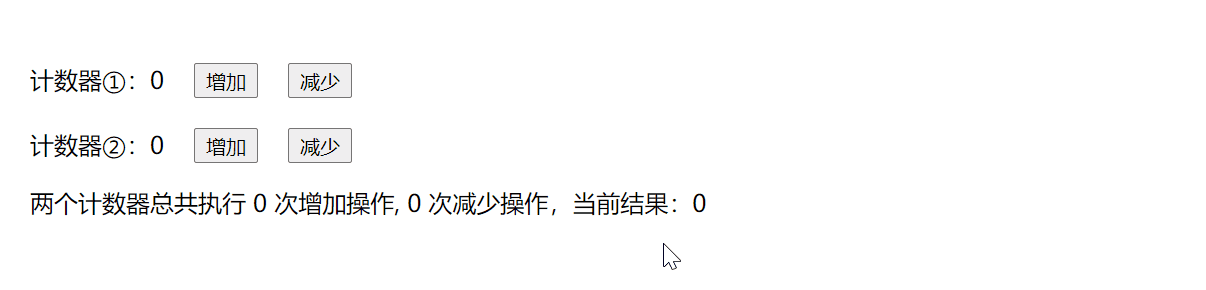 计数器①：0 增加 减少
计数器②：0 增加 减少
两个计数器总共执行 0 次增加操作, 0 次减少操作，当前结果：0